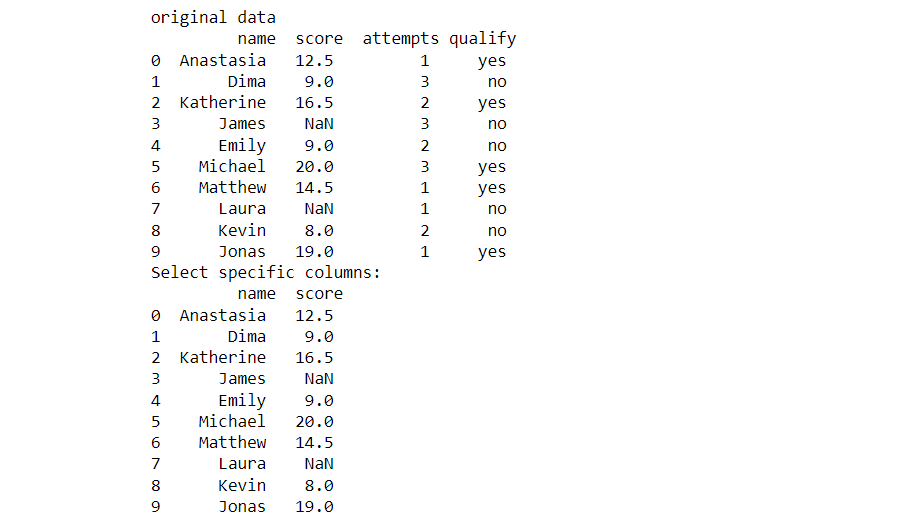 original data
name score attempts qualify
0 Anastasia 12.5 1 yes
1 Dima 9.0 3 no
2 Katherine 16.5 2 yes
3 James NaN 3 no
4 Emily 9.0 2 no
5 Michael 20.0 3 yes
6 Matthew 14.5 1 yes
7 Laura NaN 1 no
8 Kevin 8.0 2 no
9 Jonas 19.0 1 yes
Select specific columns:
name score
0 Anastasia 12.5
1 Dima 9.0
2 Katherine 16.5
3 James NaN
4 Emily 9.0
5 Michael 20.0
6 Matthew 14.5
7 Laura NaN
8 Kevin 8.0
9 Jonas 19.0